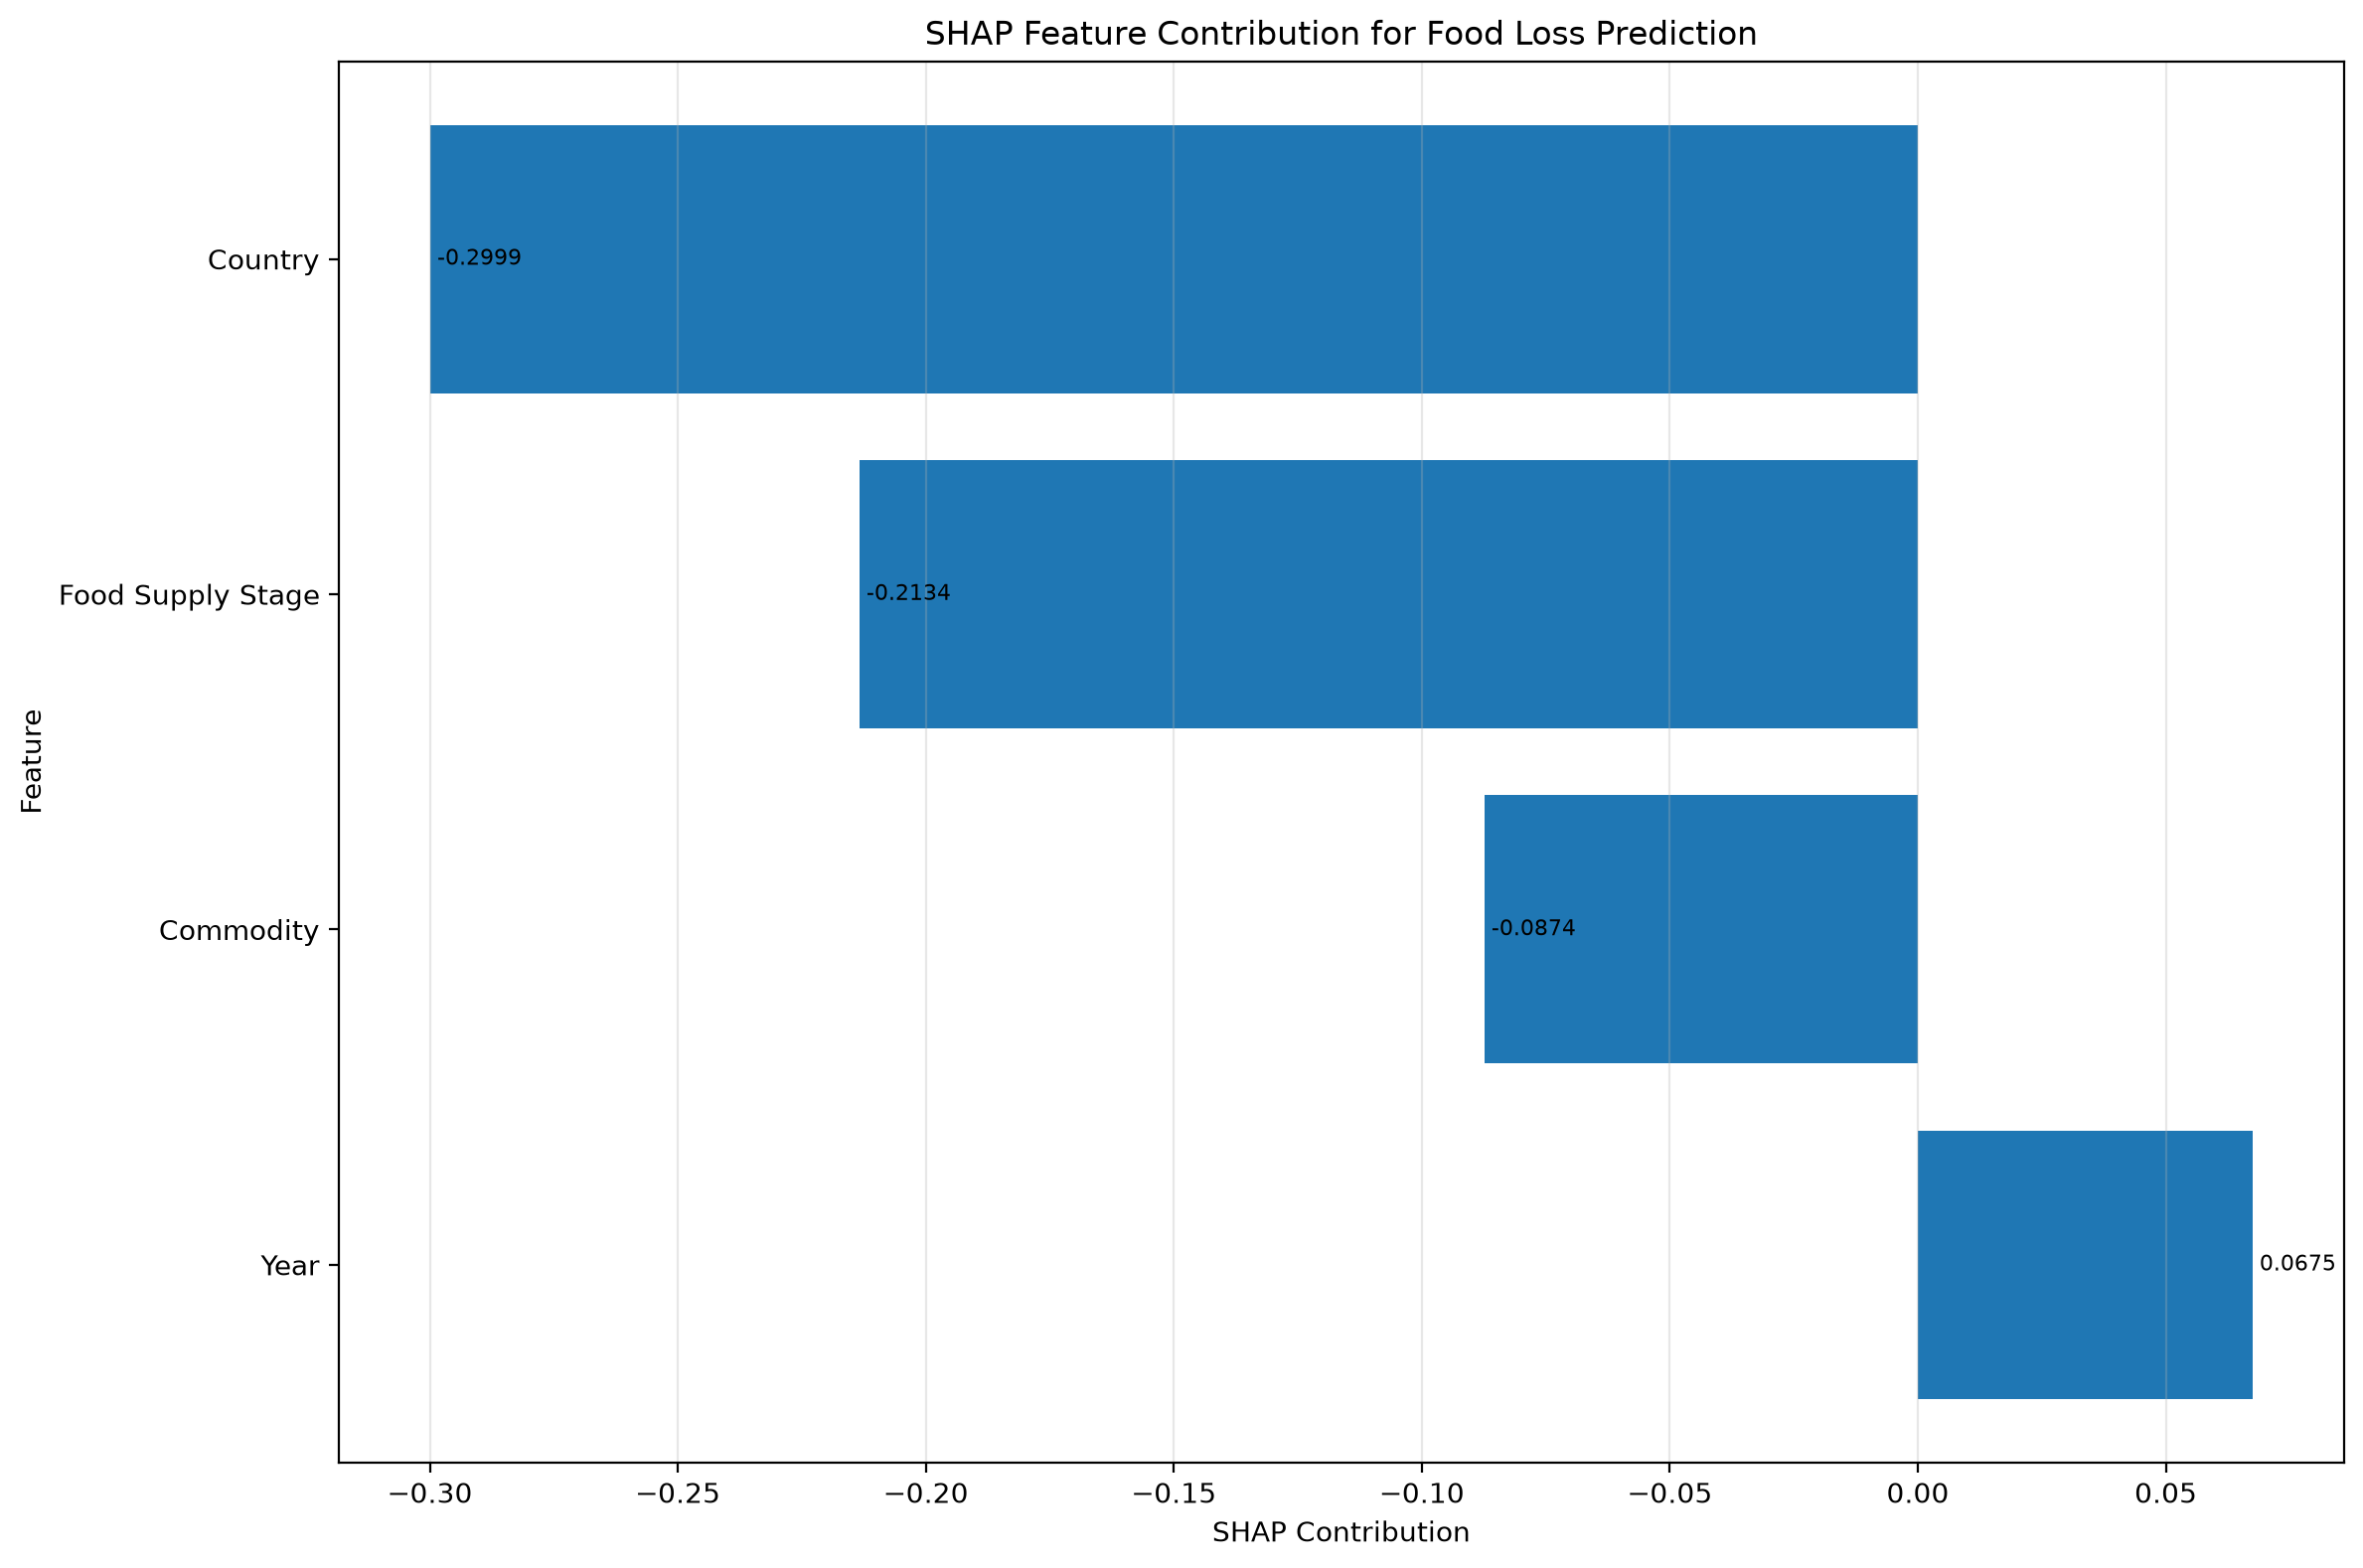 SHAP Feature Contribution for Food Loss Prediction
Feature
Country
-0.2999
Food Supply Stage
-0.2134
Commodity
-0.0874
Year
0.0675
−0.30 −0.25 −0.20 −0.15 −0.10 −0.05 0.00 0.05
SHAP Contribution